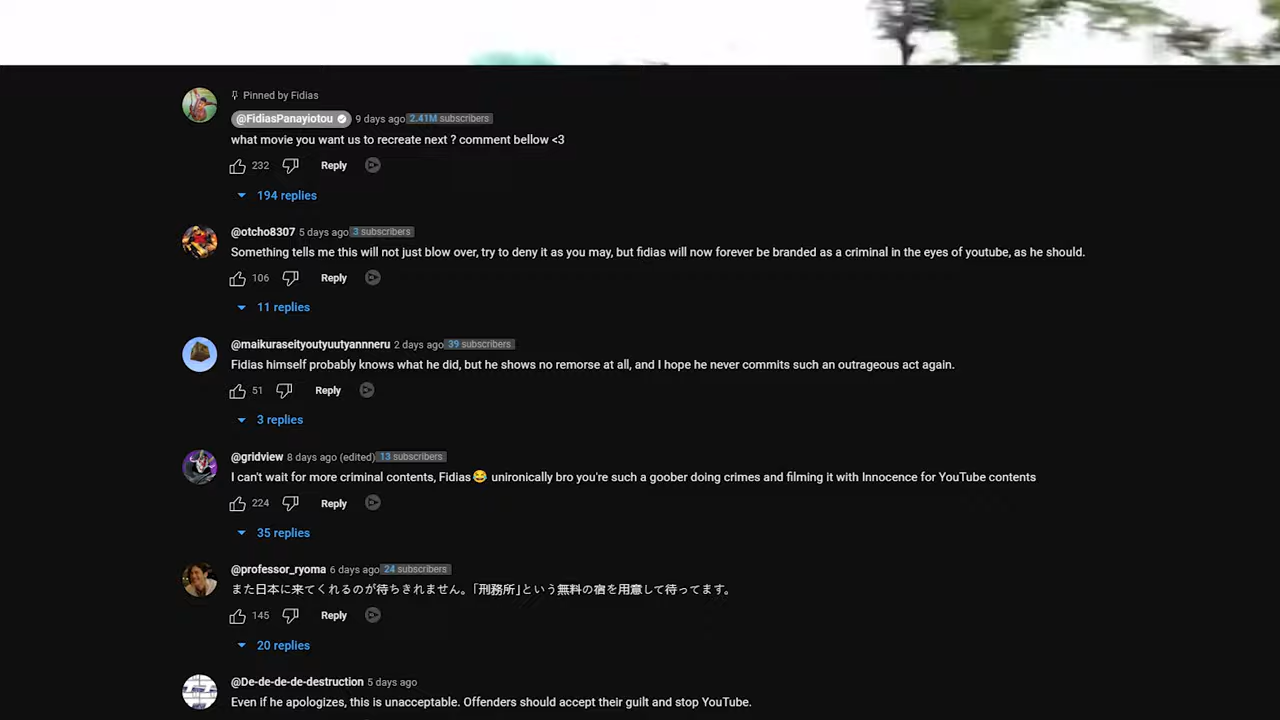 Pinned by Fidias
@FidiasPanayiotou 9 days ago 2.41M subscribers
what movie you want us to recreate next ? comment bellow <3
232 Reply
194 replies
@otcho8307 5 days ago 3 subscribers
Something tells me this will not just blow over, try to deny it as you may, but fidias will now forever be branded as a criminal in the eyes of youtube, as he should.
106 Reply
11 replies
@maikuraseityoutyuutyannneru 2 days ago 39 subscribers
Fidias himself probably knows what he did, but he shows no remorse at all, and I hope he never commits such an outrageous act again.
51 Reply
3 replies
@gridview 8 days ago (edited) 13 subscribers
I can't wait for more criminal contents, Fidias😂 unironically bro you're such a goober doing crimes and filming it with Innocence for YouTube contents
224 Reply
35 replies
@professor_ryoma 6 days ago 24 subscribers
また日本に来てくれるのが待ちきれません。「刑務所」という無料の宿を用意して待ってます。
145 Reply
20 replies
@De-de-de-de-destruction 5 days ago
Even if he apologizes, this is unacceptable. Offenders should accept their guilt and stop YouTube.